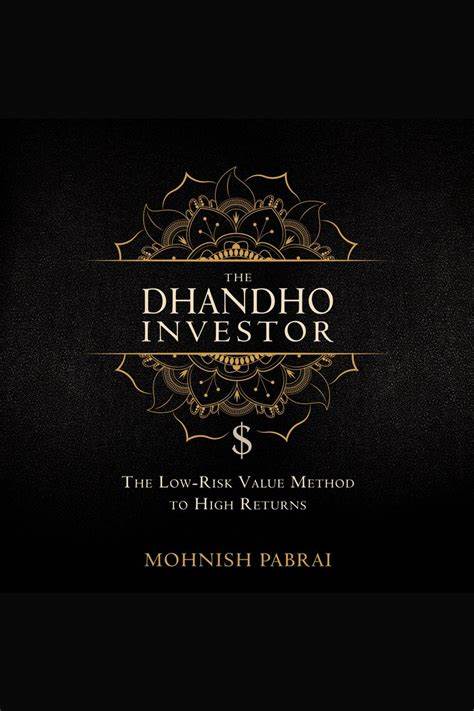 THE
DHANDHO
INVESTOR
$
THE LOW-RISK VALUE METHOD
TO HIGH RETURNS
MOHNISH PABRAI